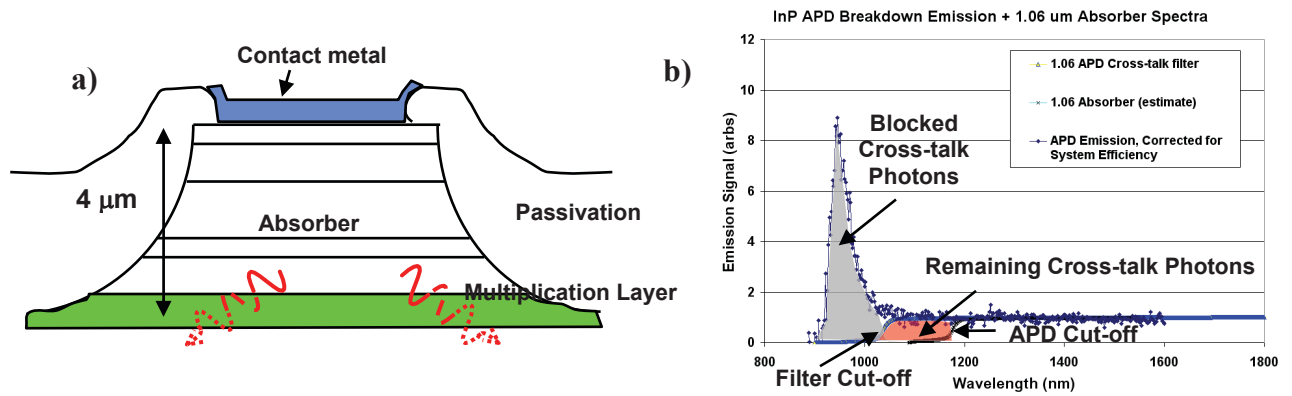 a)
Contact metal
4 μm
Absorber
Passivation
Multiplication Layer
b)
InP APD Breakdown Emission + 1.06 um Absorber Spectra
Emission Signal (arbs)
12
10
8
6
4
2
0
1.06 APD Cross-talk filter
1.06 Absorber (estimate)
APD Emission, Corrected for
System Efficiency
Blocked
Cross-talk
Photons
Remaining Cross-talk Photons
APD Cut-off
Filter Cut-off
800
1000
1200
1400
1600
1800
Wavelength (nm)